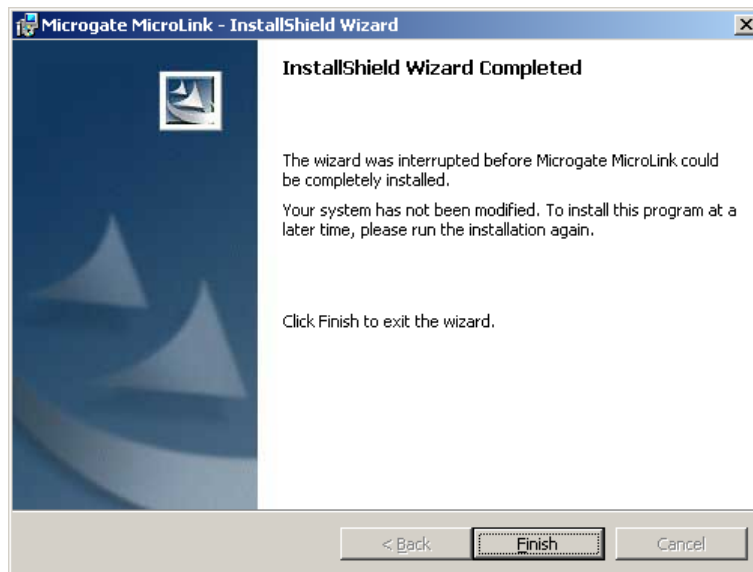 Microgate MicroLink - InstallShield Wizard
InstallShield Wizard Completed
The wizard was interrupted before Microgate MicroLink could
be completely installed.
Your system has not been modified. To install this program at a
later time, please run the installation again.
Click Finish to exit the wizard.
< Back
Finish
Cancel